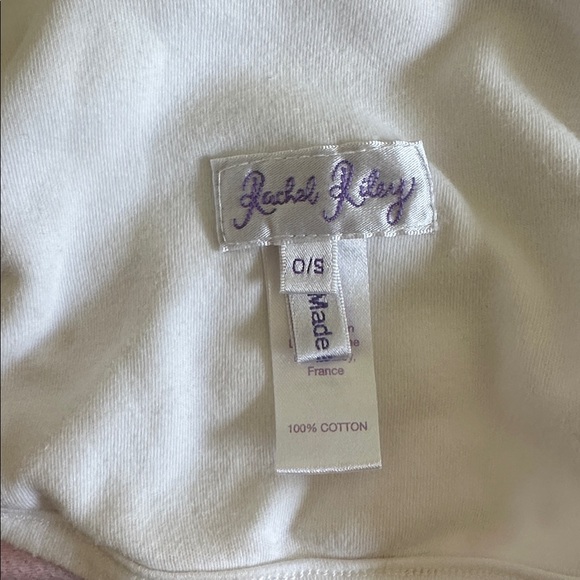 Rachel Riley
O/S
Made
France
100% COTTON